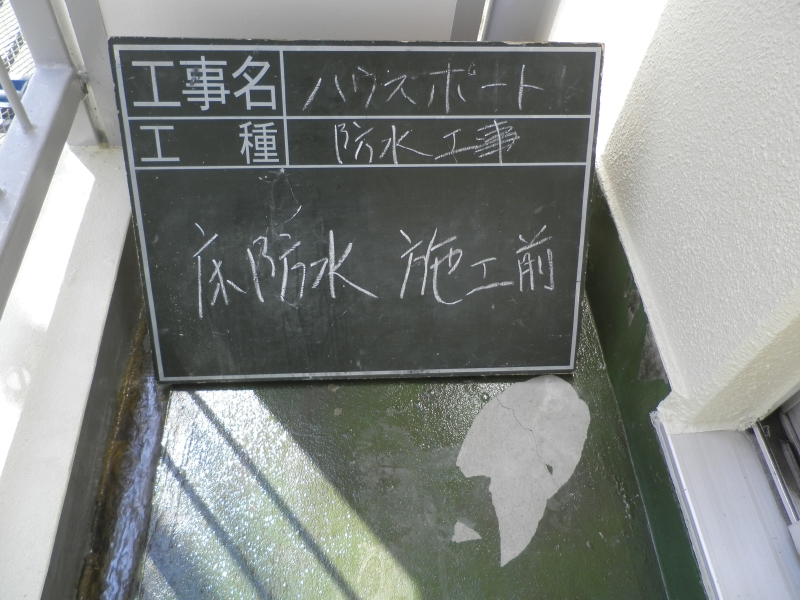 工事名 ハウスポート
工種 防水工事
床防水 施工前